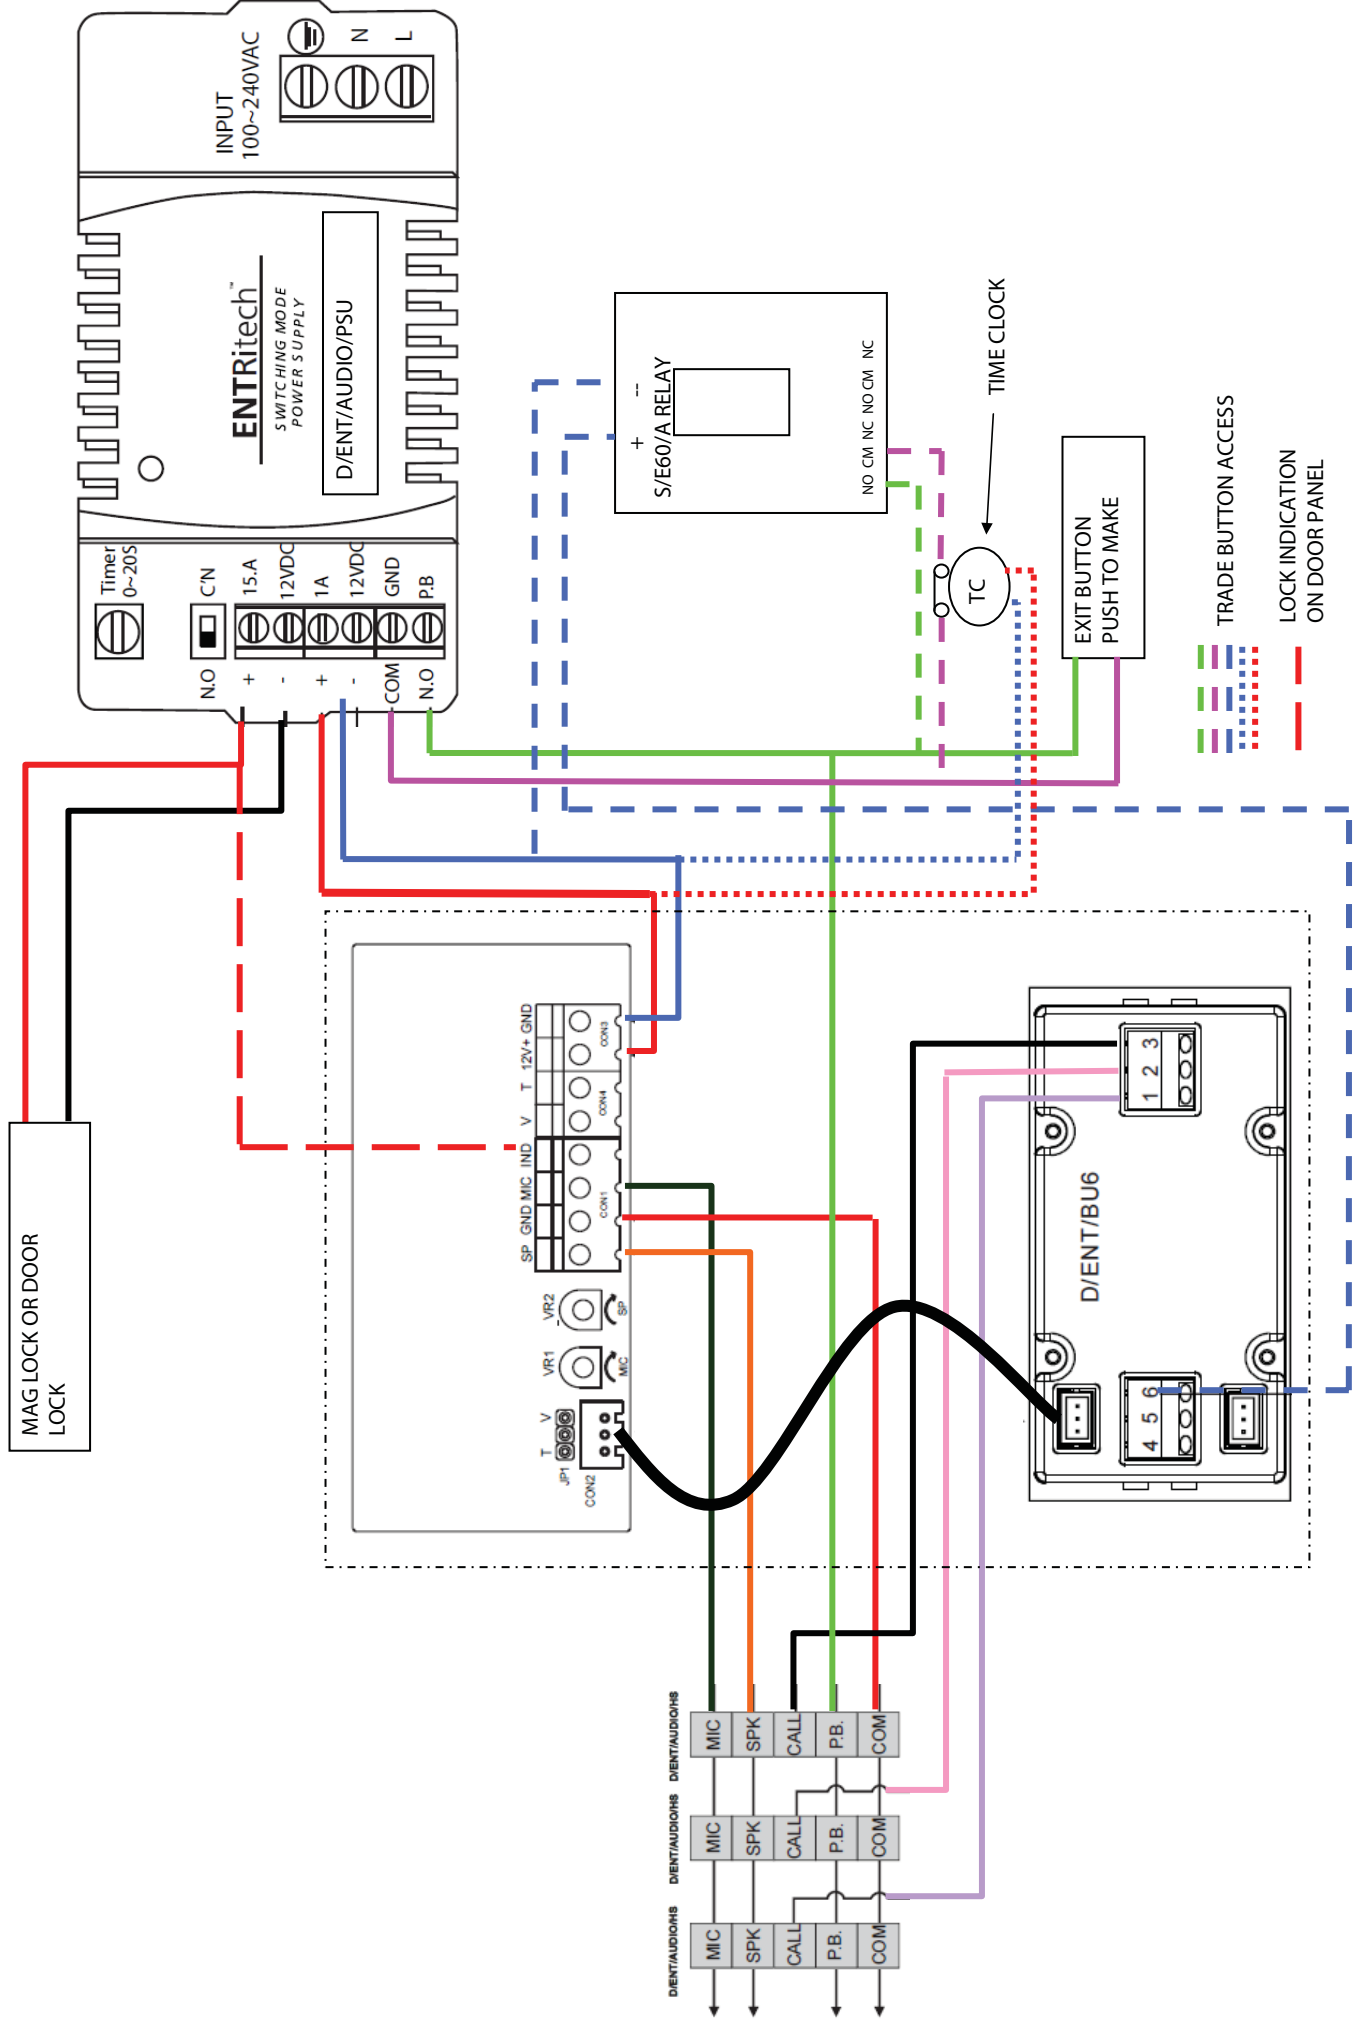 INPUT
100~240VAC
N
L
ENTRitech™
SWITCHING MODE
POWER SUPPLY
D/ENT/AUDIO/PSU
Timer
0~20S
N.O C'N
+ 15.A
- 12VDC
+ 1A
- 12VDC
COM GND
N.O P.B
S/E60/A RELAY
+ --
NO CM NC NO CM NC
TIME CLOCK
TC
EXIT BUTTON
PUSH TO MAKE
TRADE BUTTON ACCESS
LOCK INDICATION
ON DOOR PANEL
MAG LOCK OR DOOR
LOCK
SP GND MIC IND V T 12V+ GND
CON1 CON4 CON3
VR2
SP
VR1
MIC
T V
JP1
CON2
D/ENT/BU6
1 2 3
4 5 6
D/ENT/AUDIO/HS
MIC
SPK
CALL
P.B.
COM
D/ENT/AUDIO/HS
MIC
SPK
CALL
P.B.
COM
D/ENT/AUDIO/HS
MIC
SPK
CALL
P.B.
COM